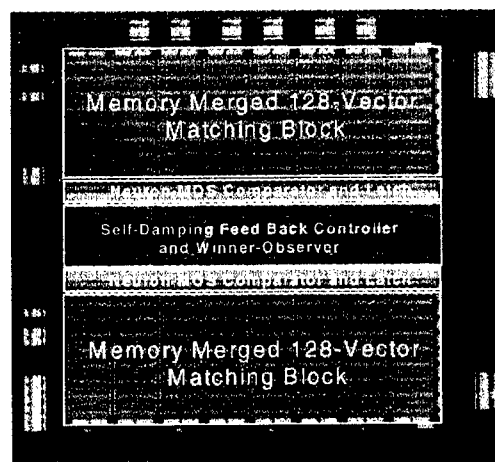 Memory Merged 128-Vector
Matching Block
Neuron-MOS Comparator and Latch
Self-Damping Feed Back Controller
and Winner-Observer
Neuron-MOS Comparator and Latch
Memory Merged 128-Vector
Matching Block